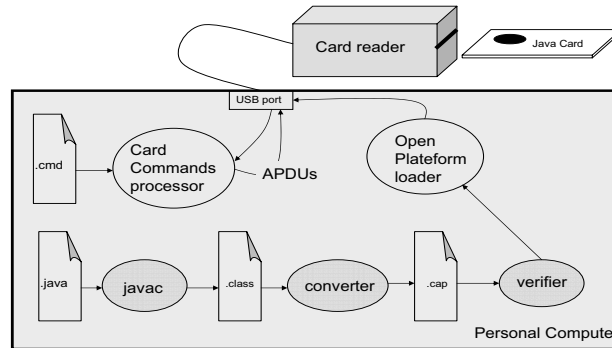 Card reader
Java Card
USB port
.cmd
Card
Commands
processor
APDUs
Open
Plateform
loader
.java
javac
.class
converter
.cap
verifier
Personal Compute